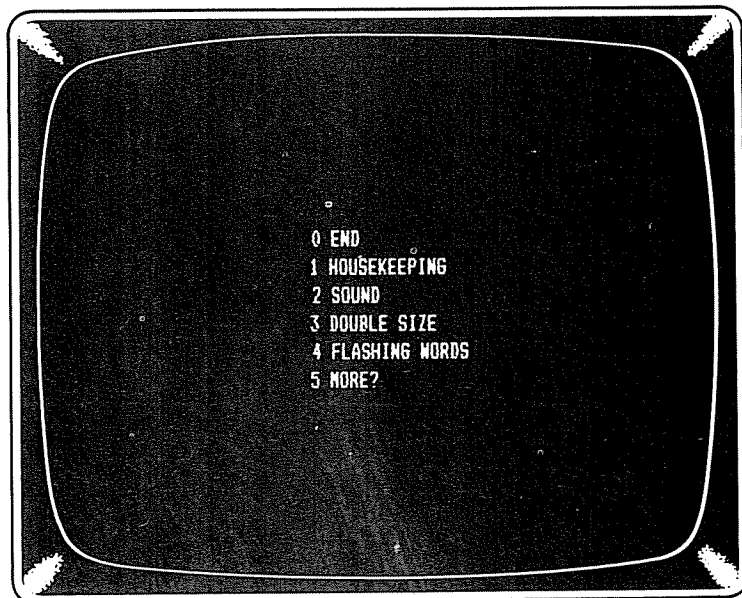 0 END
1 HOUSEKEEPING
2 SOUND
3 DOUBLE SIZE
4 FLASHING WORDS
5 MORE?